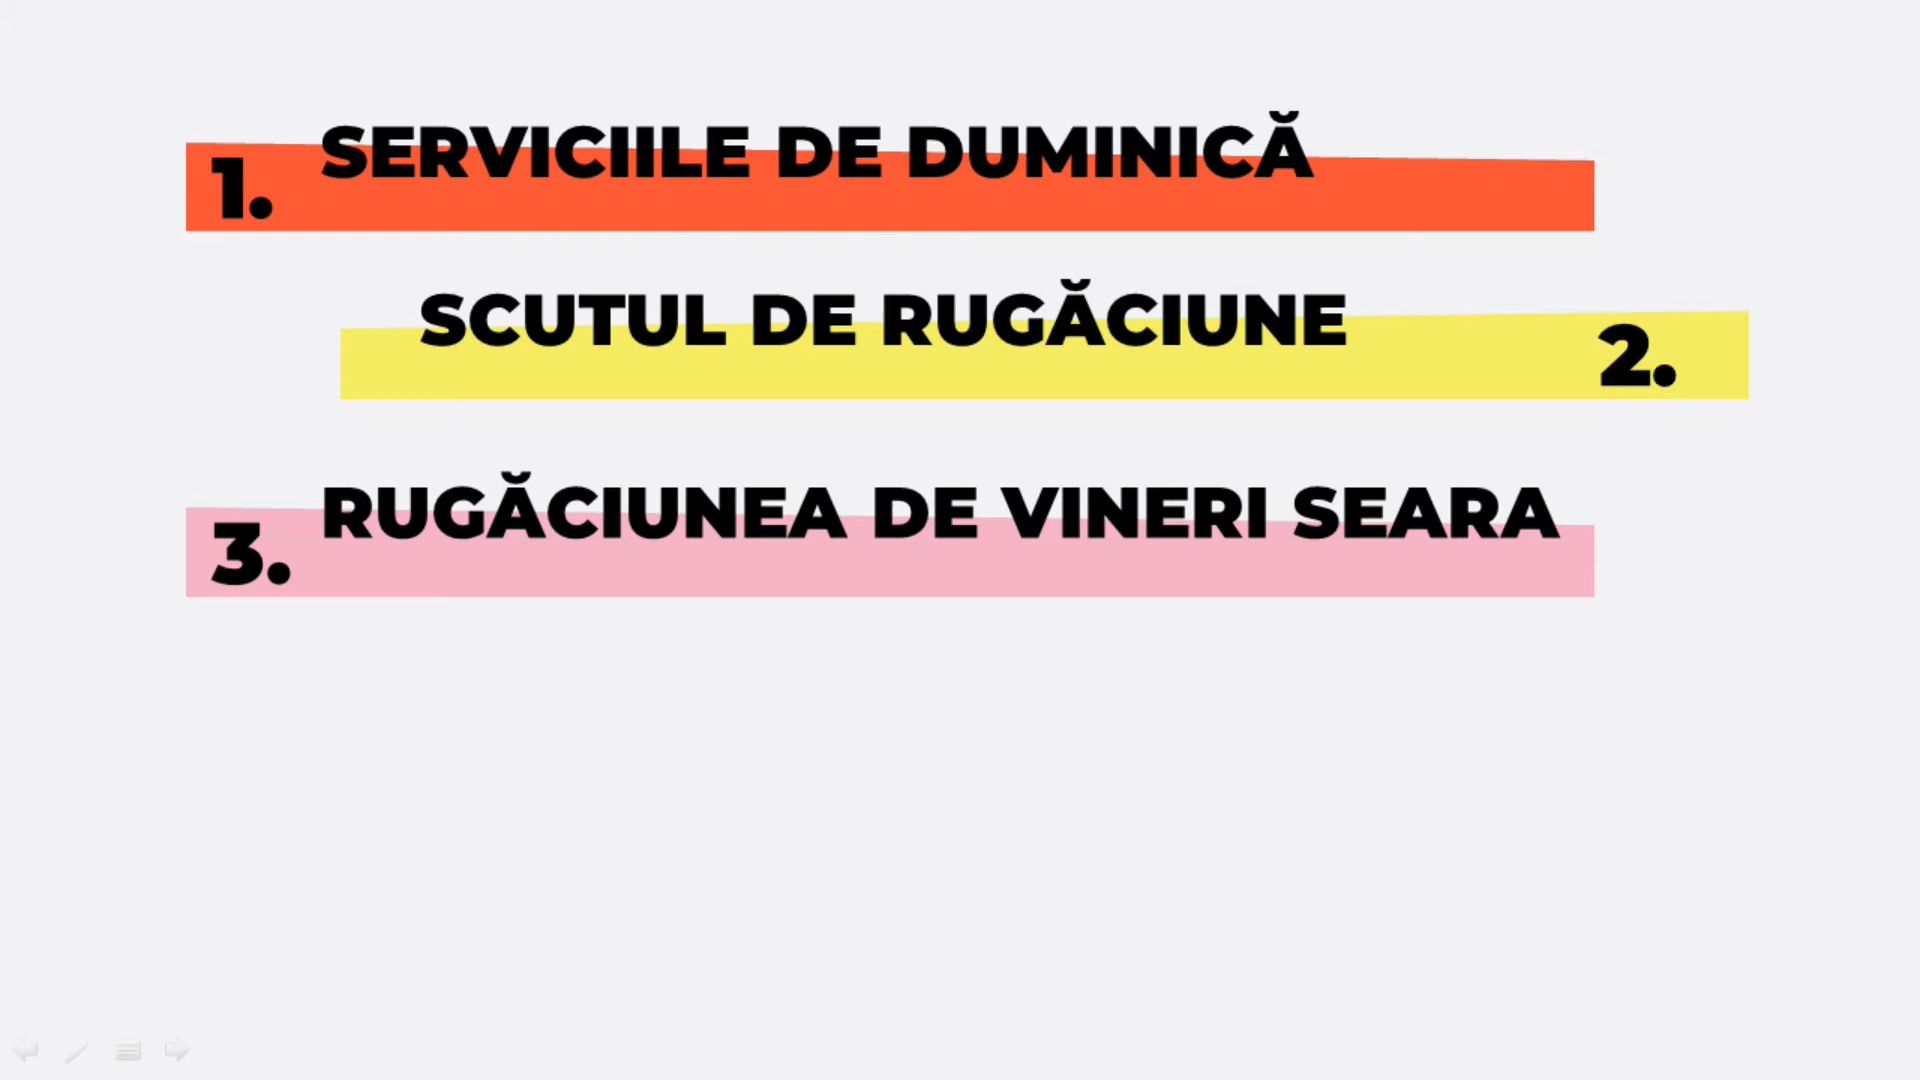 1. SERVICIILE DE DUMINICĂ
SCUTUL DE RUGĂCIUNE 2.
3. RUGĂCIUNEA DE VINERI SEARA